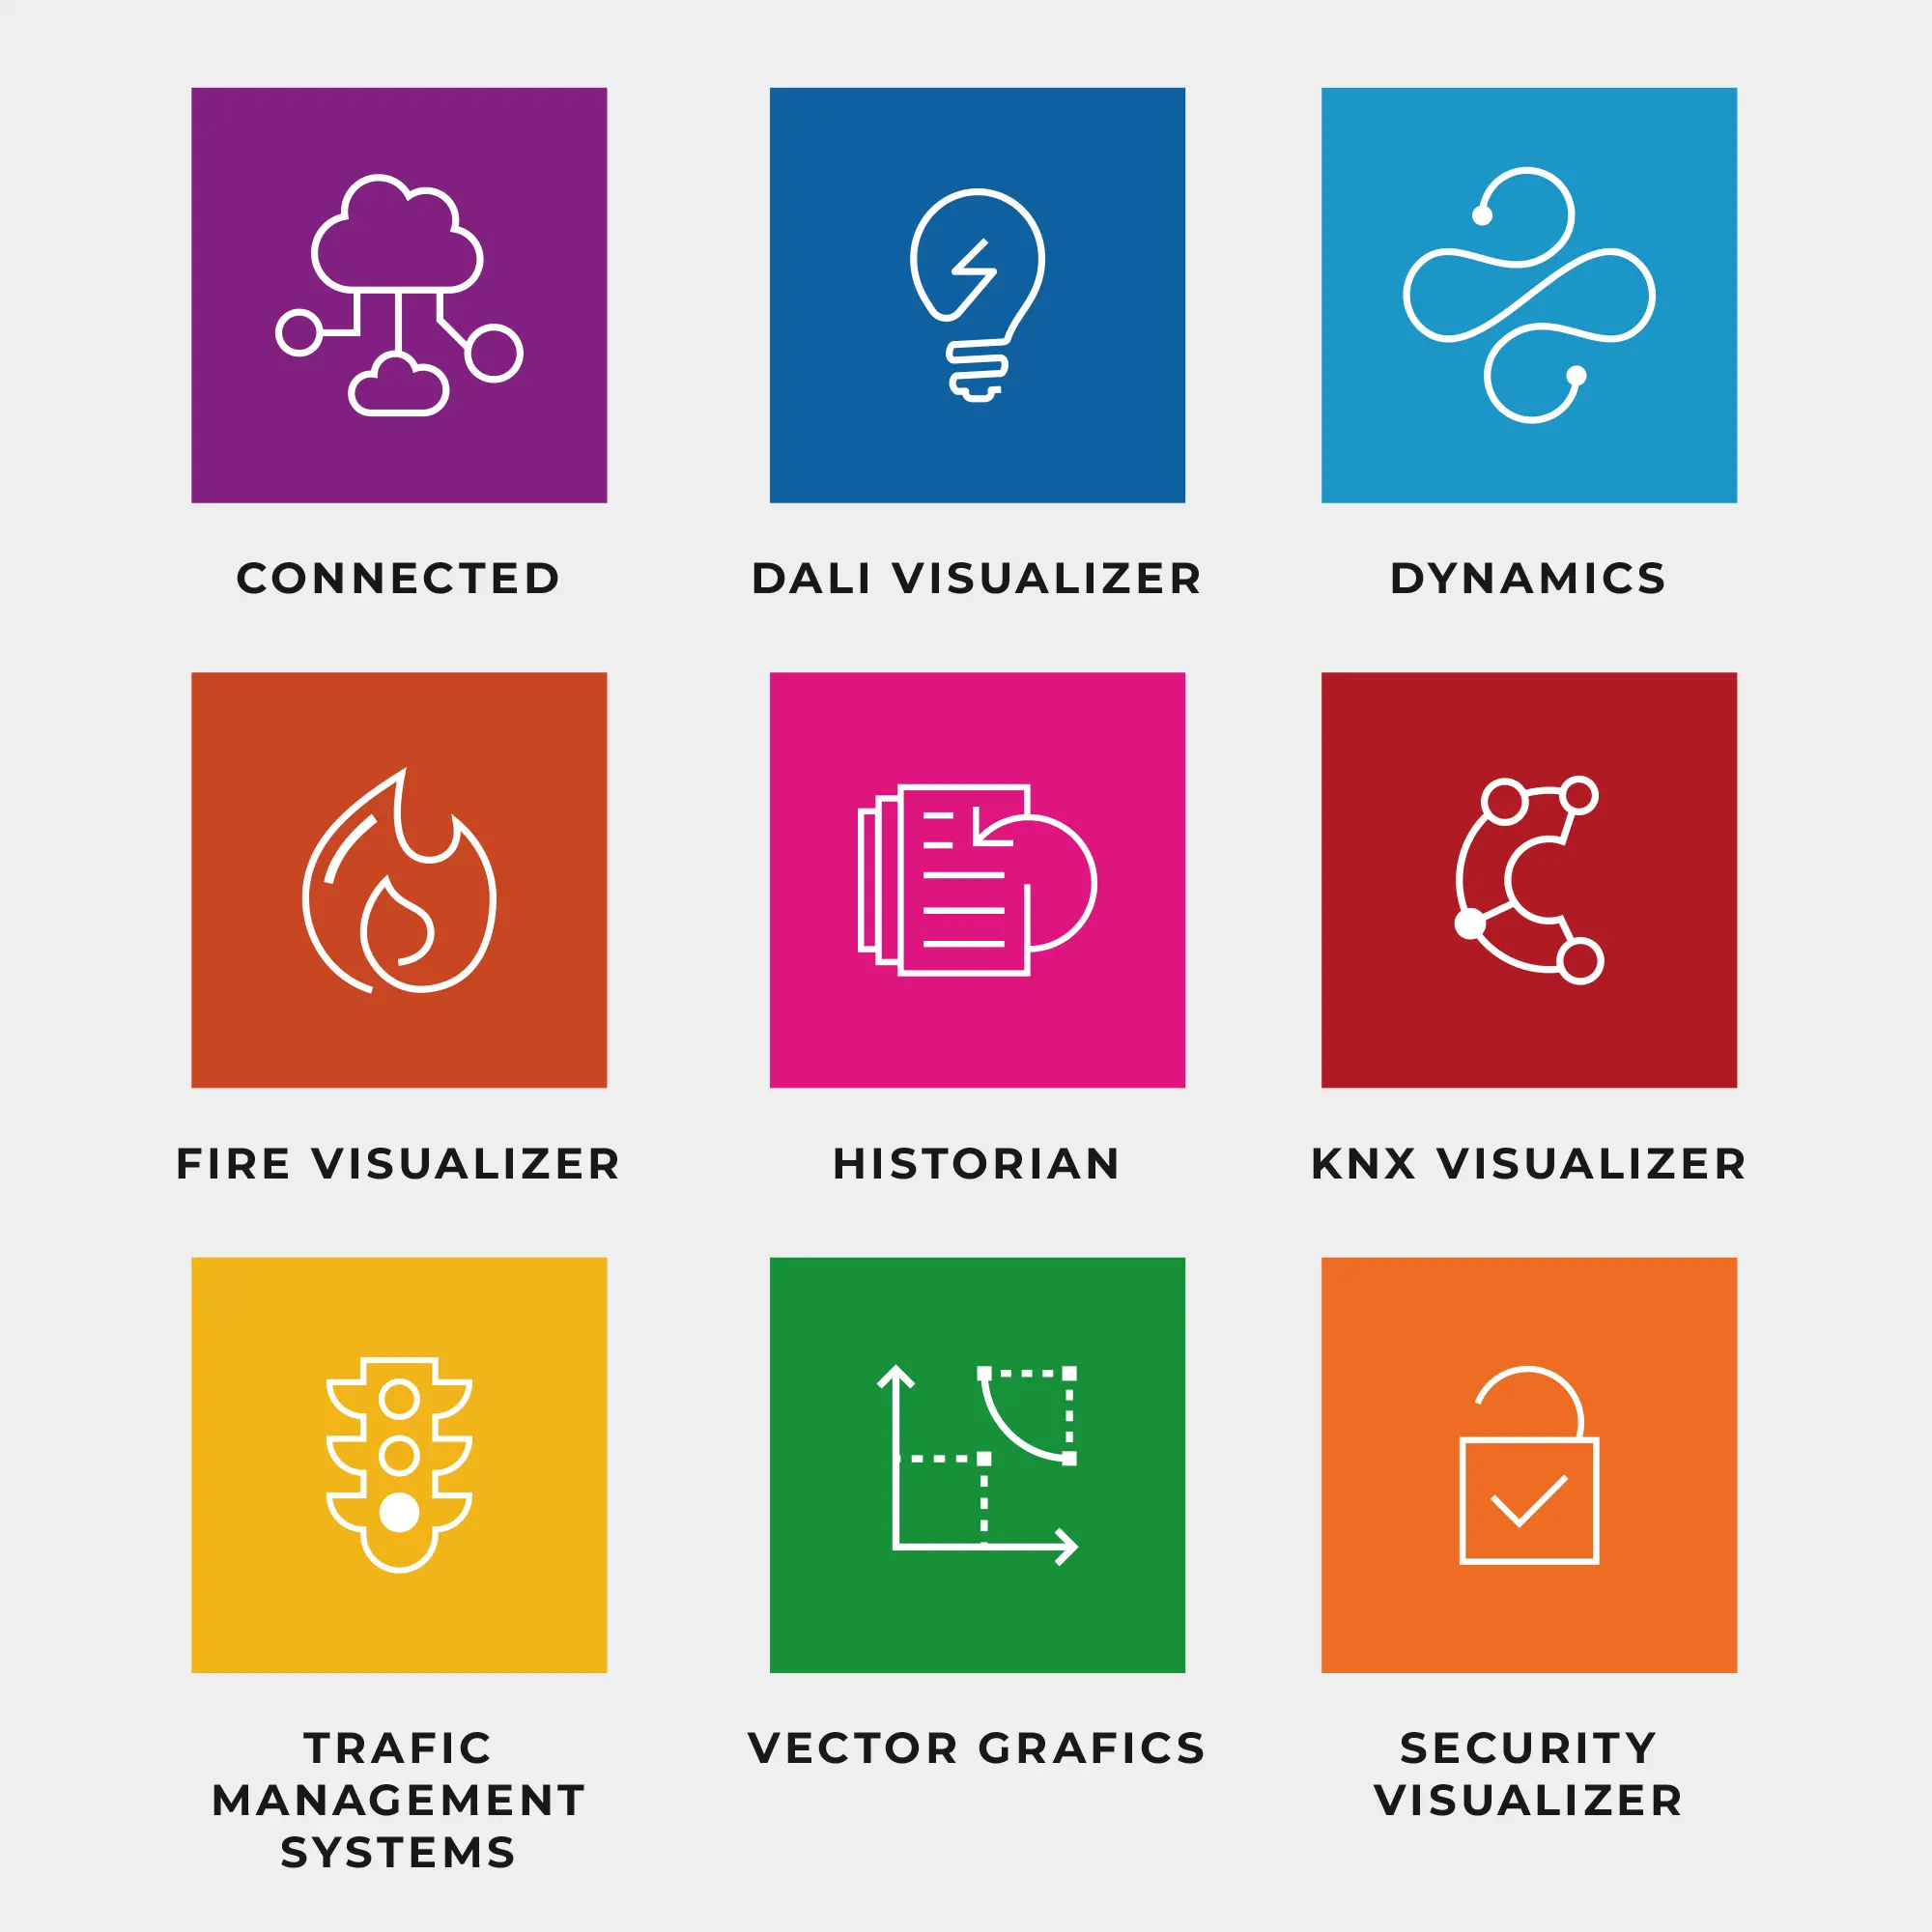 CONNECTED
DALI VISUALIZER
DYNAMICS
FIRE VISUALIZER
HISTORIAN
KNX VISUALIZER
TRAFIC
MANAGEMENT
SYSTEMS
VECTOR GRAFICS
SECURITY
VISUALIZER